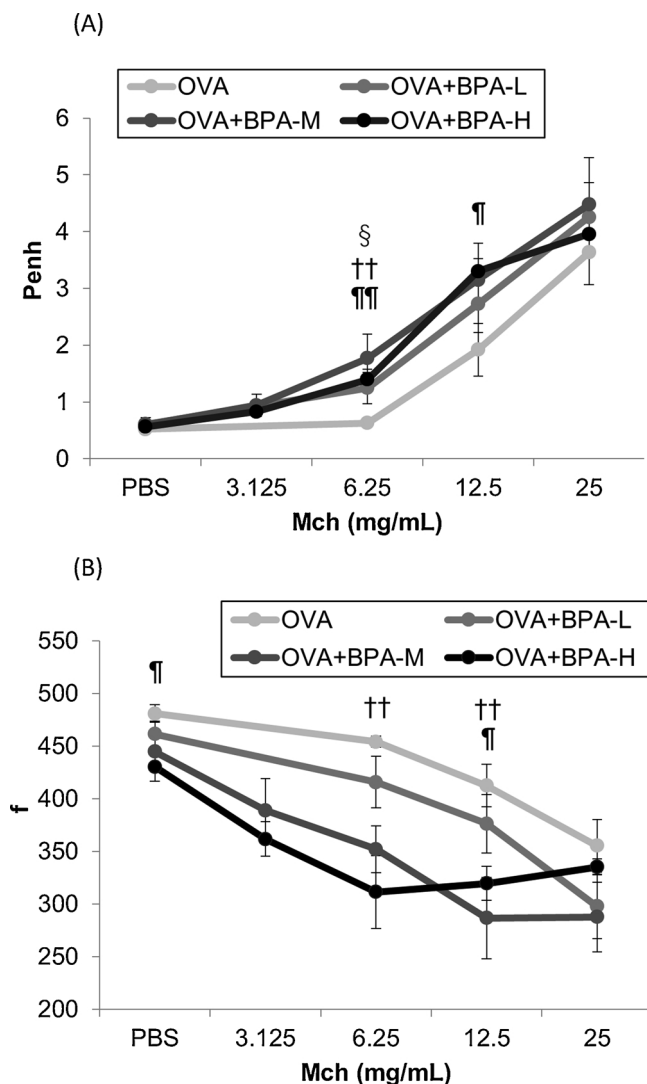 (A)
OVA OVA+BPA-L
OVA+BPA-M OVA+BPA-H
6
5
4
3
2
1
0
Penh
§
††
¶¶
¶
PBS 3.125 6.25 12.5 25
Mch (mg/mL)
(B)
OVA OVA+BPA-L
OVA+BPA-M OVA+BPA-H
550
500
450
400
350
300
250
200
f
¶
††
††
¶
PBS 3.125 6.25 12.5 25
Mch (mg/mL)